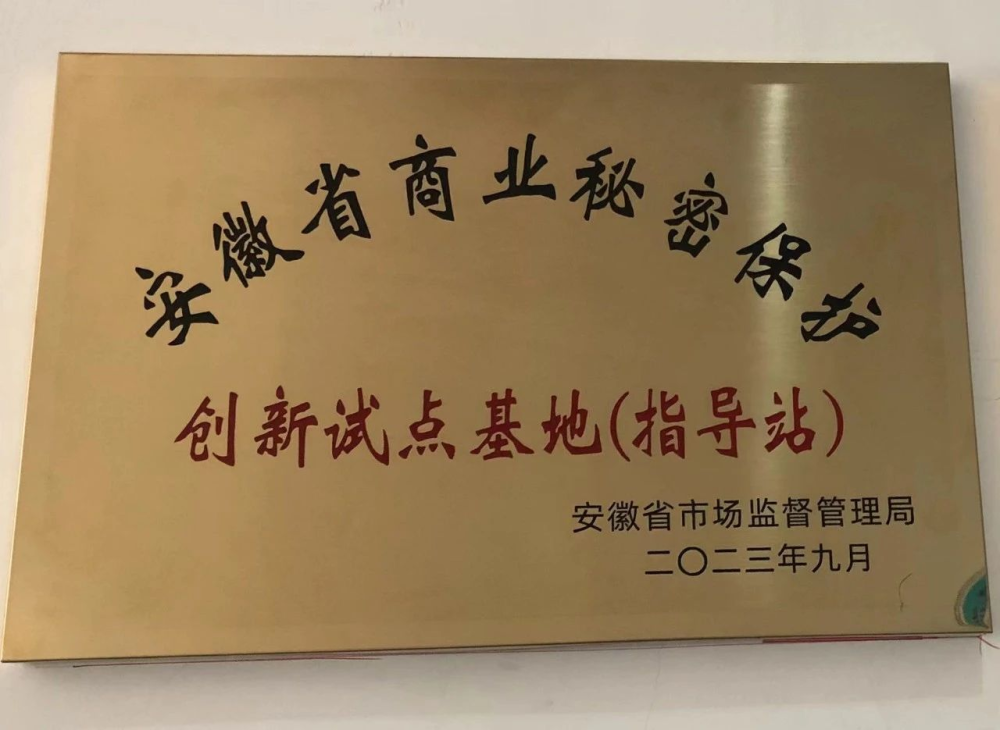 安徽省商业秘密保护
创新试点基地(指导站)
安徽省市场监督管理局
二〇二三年九月